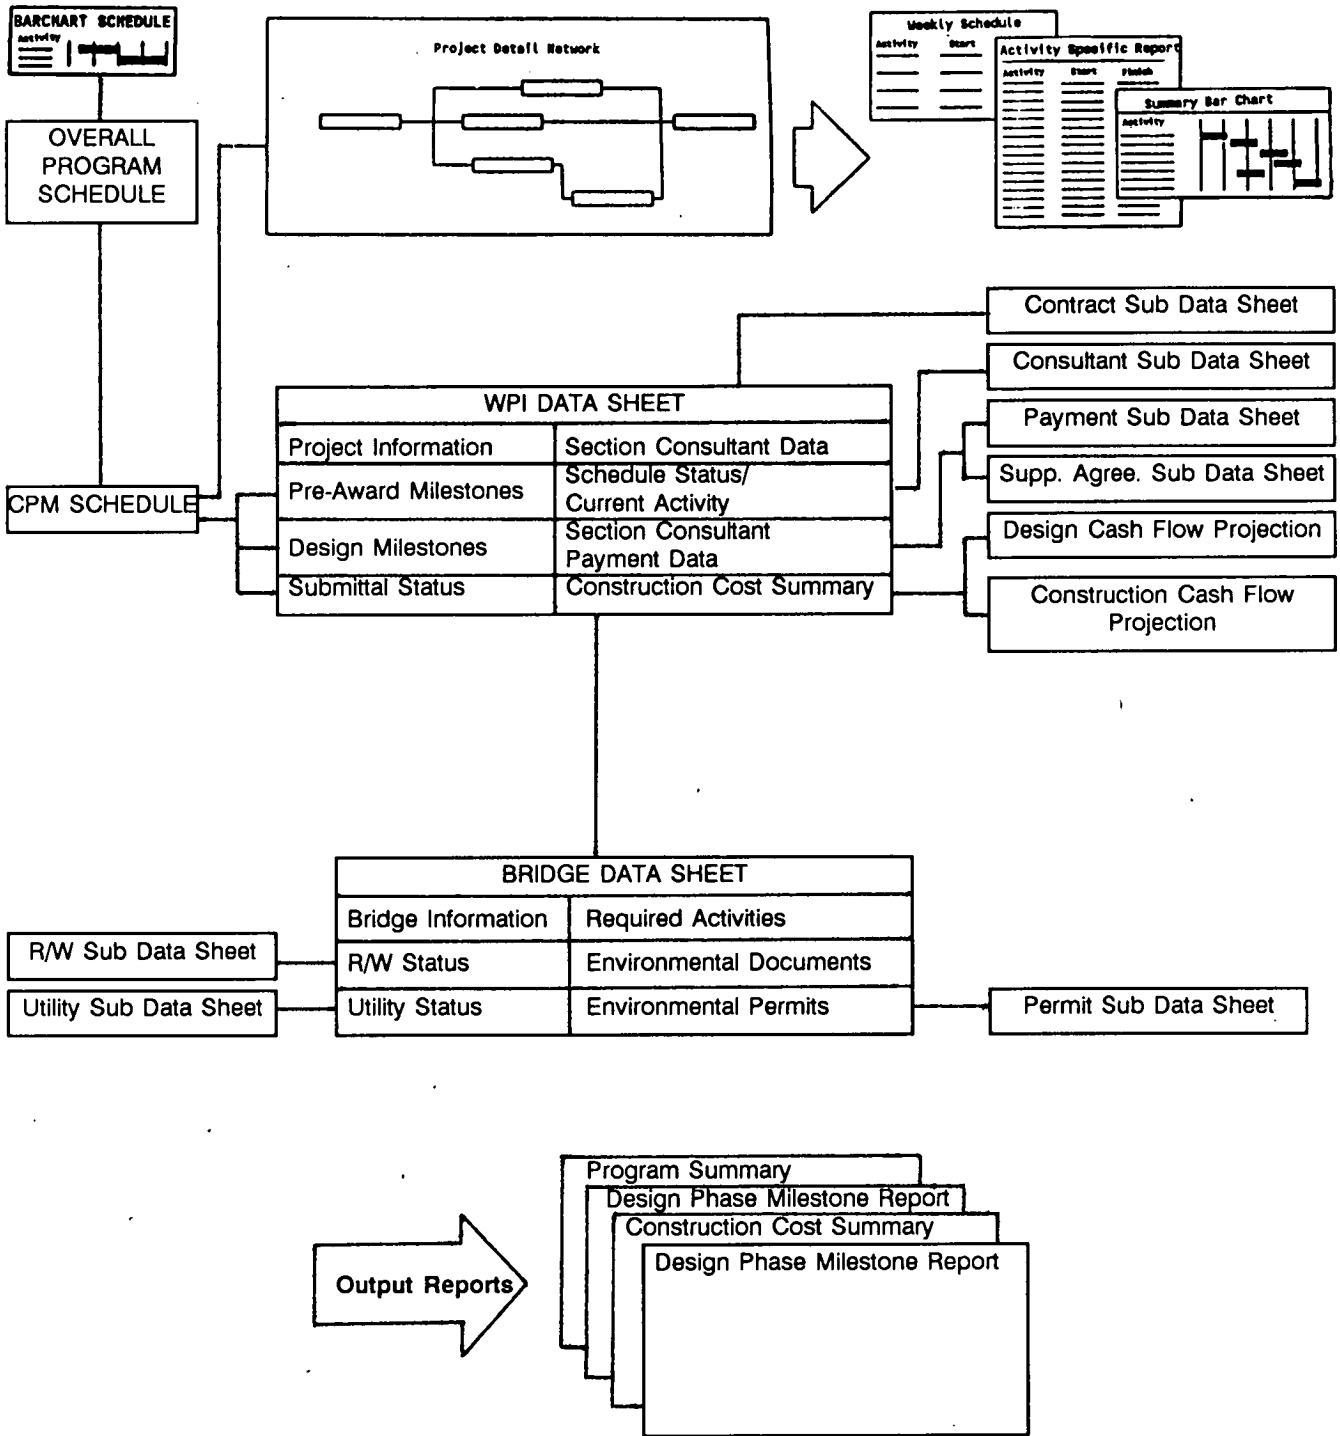 BARCHART SCHEDULE
Activity
OVERALL
PROGRAM
SCHEDULE
CPM SCHEDULE
Project Detail Network
Weekly Schedule
Activity Start
Activity Specific Report
Activity Start Finish
Summary Bar Chart
Activity
WPI DATA SHEET
Project Information
Section Consultant Data
Pre-Award Milestones
Schedule Status/
Current Activity
Design Milestones
Section Consultant
Payment Data
Submittal Status
Construction Cost Summary
Contract Sub Data Sheet
Consultant Sub Data Sheet
Payment Sub Data Sheet
Supp. Agree. Sub Data Sheet
Design Cash Flow Projection
Construction Cash Flow
Projection
BRIDGE DATA SHEET
Bridge Information
Required Activities
R/W Status
Environmental Documents
Utility Status
Environmental Permits
R/W Sub Data Sheet
Utility Sub Data Sheet
Permit Sub Data Sheet
Output Reports
Program Summary
Design Phase Milestone Report
Construction Cost Summary
Design Phase Milestone Report